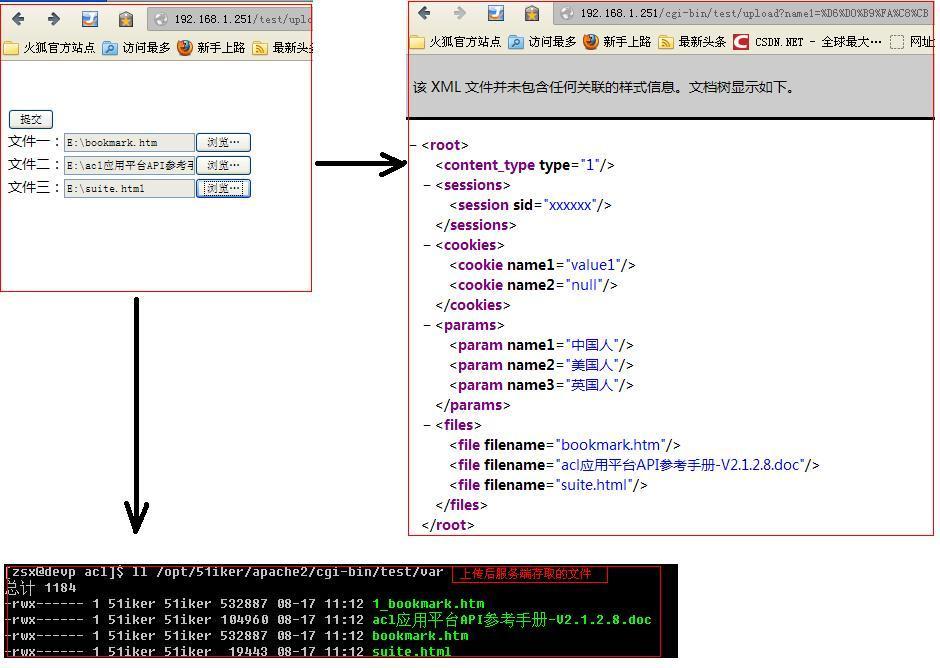 192.168.1.251/test/uplo
火狐官方站点 访问最多 新手上路 最新头条
提交
文件一：E:\bookmark.htm 浏览…
文件二：E:\acl应用平台API参考手 浏览…
文件三：E:\suite.html 浏览…
192.168.1.251/cgi-bin/test/upload?name1=%D6%D0%B9%FA%C8%CB
火狐官方站点 访问最多 新手上路 最新头条 CSDN.NET - 全球最大… 网址
该 XML 文件并未包含任何关联的样式信息。文档树显示如下。
− <root>
<content_type type="1"/>
− <sessions>
<session sid="xxxxxx"/>
</sessions>
− <cookies>
<cookie name1="value1"/>
<cookie name2="null"/>
</cookies>
− <params>
<param name1="中国人"/>
<param name2="美国人"/>
<param name3="英国人"/>
</params>
− <files>
<file filename="bookmark.htm"/>
<file filename="acl应用平台API参考手册-V2.1.2.8.doc"/>
<file filename="suite.html"/>
</files>
</root>
[zsx@devp acl]$ ll /opt/51iker/apache2/cgi-bin/test/var 上传后服务端存取的文件
总计 1184
-rwx------ 1 51iker 51iker 532887 08-17 11:12 1_bookmark.htm
-rwx------ 1 51iker 51iker 104960 08-17 11:12 acl应用平台API参考手册-V2.1.2.8.doc
-rwx------ 1 51iker 51iker 532887 08-17 11:12 bookmark.htm
-rwx------ 1 51iker 51iker 19443 08-17 11:12 suite.html